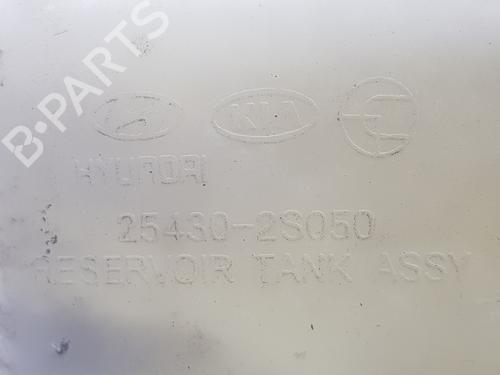 B-PARTS
KIA
HYUNDAI
25430-2S050
RESERVOIR TANK ASSY